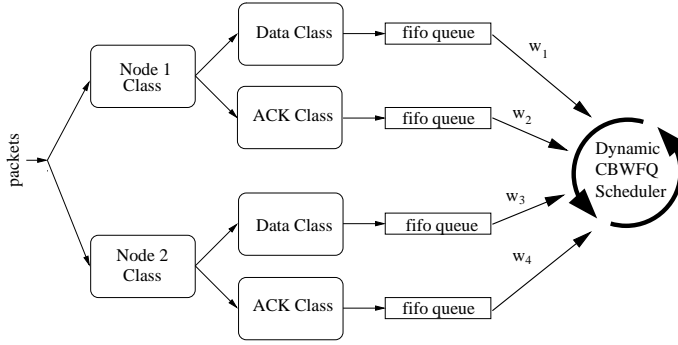 packets
Node 1
Class
Node 2
Class
Data Class
ACK Class
Data Class
ACK Class
fifo queue
fifo queue
fifo queue
fifo queue
w1
w2
w3
w4
Dynamic
CBWFQ
Scheduler